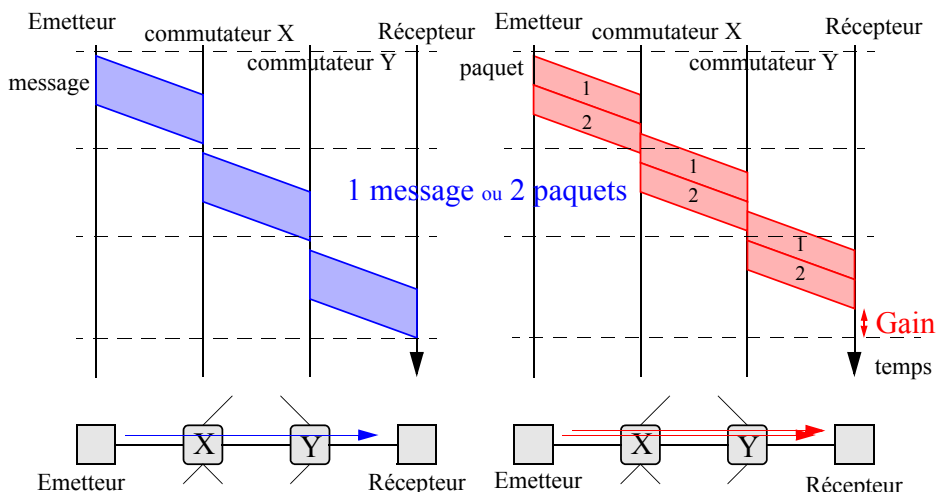 Emetteur
commutateur X
Récepteur
commutateur Y
message
Emetteur
commutateur X
Récepteur
commutateur Y
paquet
1
2
1
2
1
2
1 message ou 2 paquets
Gain
temps
X
Y
Emetteur
Récepteur
X
Y
Emetteur
Récepteur